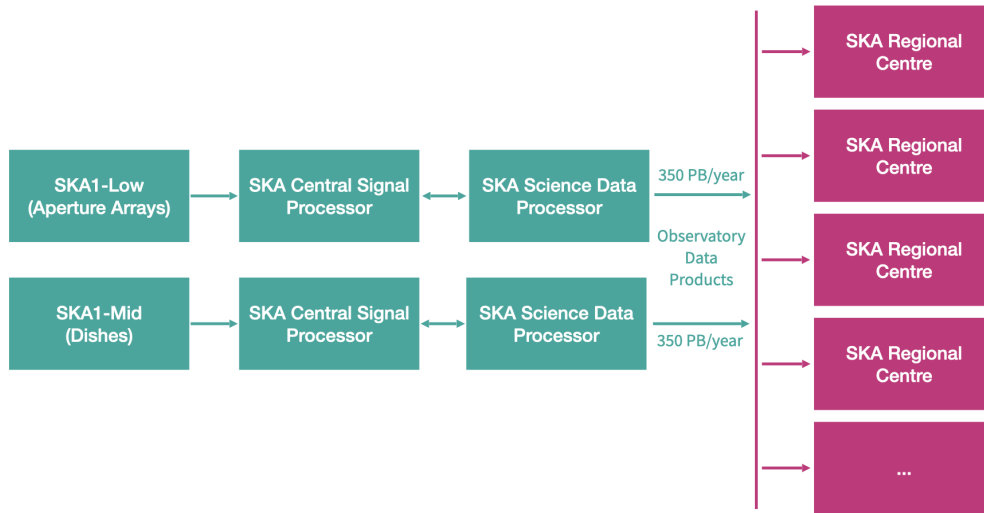 SKA1-Low
(Aperture Arrays)
SKA Central Signal
Processor
SKA Science Data
Processor
350 PB/year
Observatory
Data
Products
SKA1-Mid
(Dishes)
SKA Central Signal
Processor
SKA Science Data
Processor
350 PB/year
SKA Regional
Centre
SKA Regional
Centre
SKA Regional
Centre
SKA Regional
Centre
...